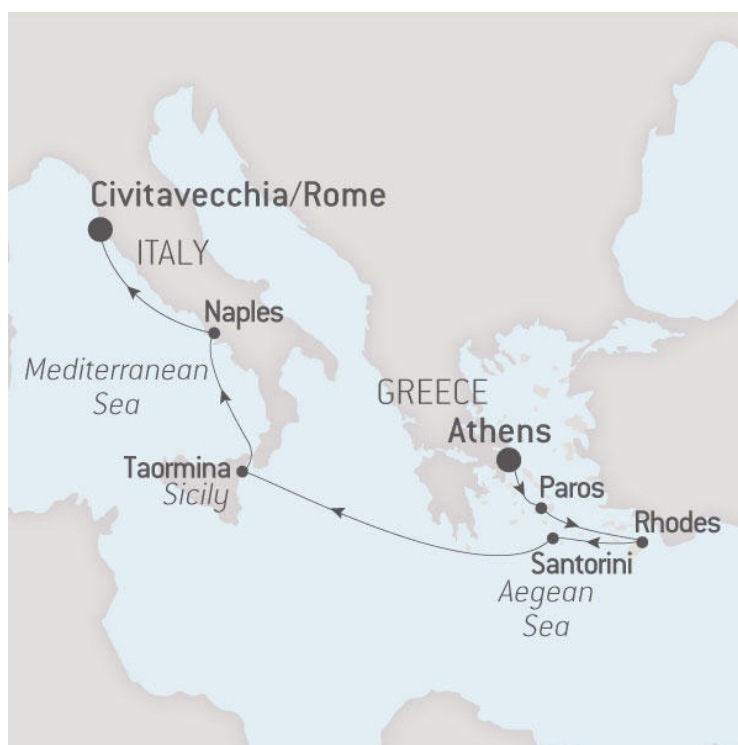 Civitavecchia/Rome
ITALY
Naples
Mediterranean
Sea
GREECE
Athens
Taormina
Sicily
Paros
Rhodes
Santorini
Aegean
Sea